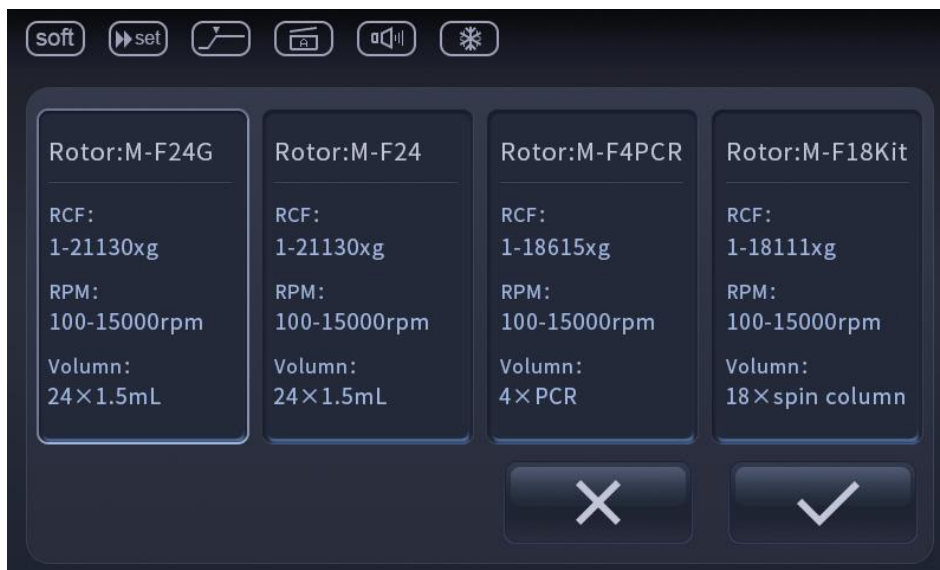 soft
set
A
Rotor:M-F24G
RCF:
1-21130xg
RPM:
100-15000rpm
Volumn:
24×1.5mL
Rotor:M-F24
RCF:
1-21130xg
RPM:
100-15000rpm
Volumn:
24×1.5mL
Rotor:M-F4PCR
RCF:
1-18615xg
RPM:
100-15000rpm
Volumn:
4×PCR
Rotor:M-F18Kit
RCF:
1-18111xg
RPM:
100-15000rpm
Volumn:
18×spin column